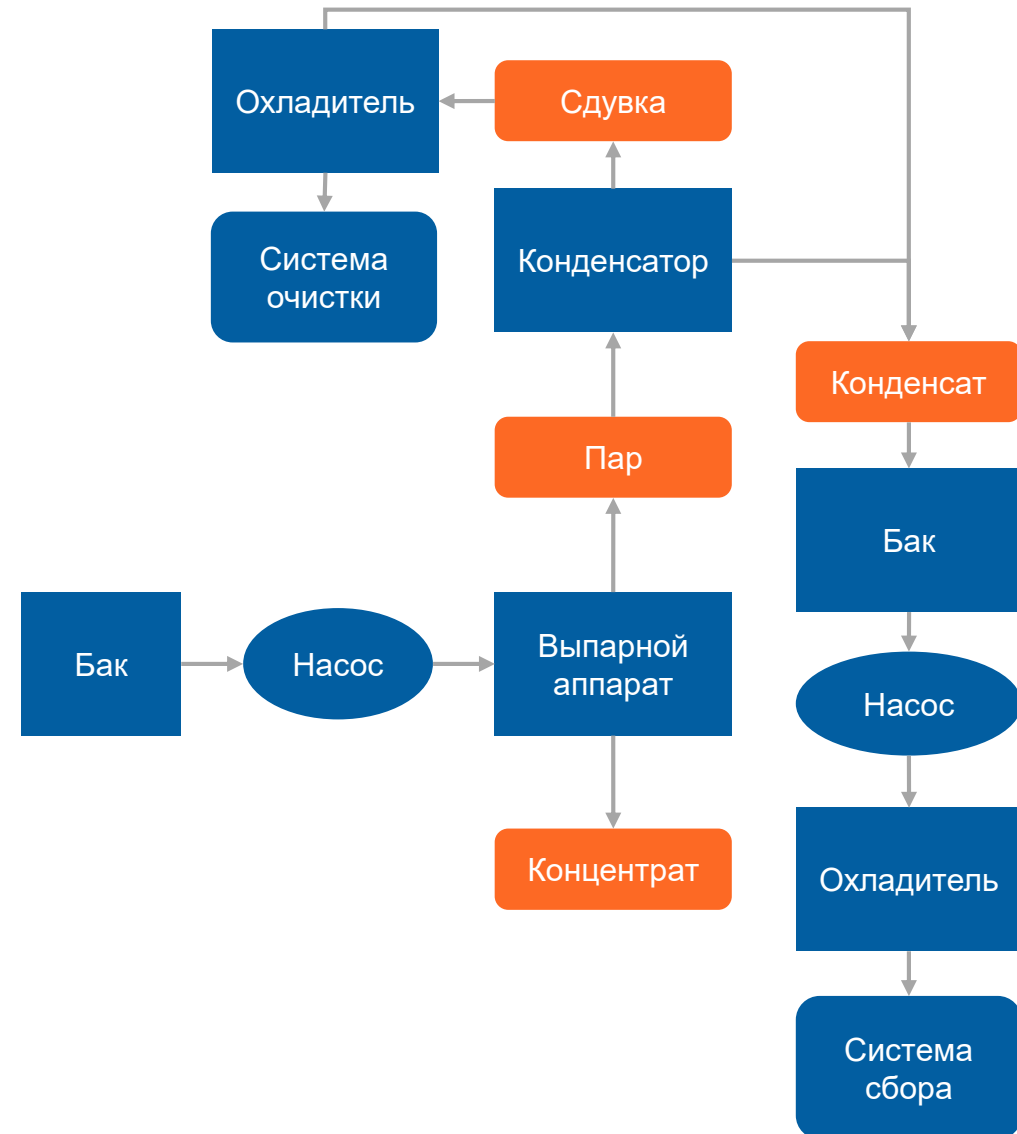 Охладитель
Сдувка
Система
очистки
Конденсатор
Конденсат
Пар
Бак
Бак
Насос
Выпарной
аппарат
Насос
Концентрат
Охладитель
Система
сбора